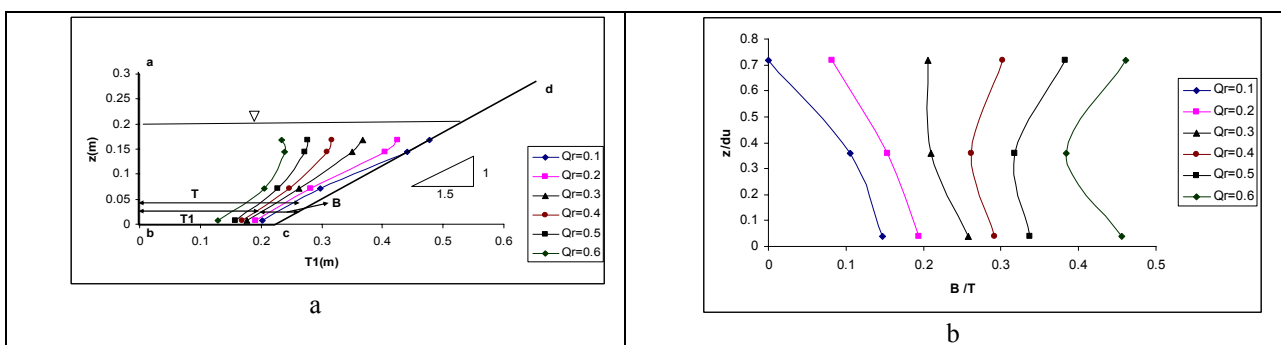 a
0.3
0.25
0.2
0.15
0.1
0.05
0
z(m)
d
T
T1
B
1
1.5
b
c
0 0.1 0.2 0.3 0.4 0.5 0.6
T1(m)
Qr=0.1
Qr=0.2
Qr=0.3
Qr=0.4
Qr=0.5
Qr=0.6
a
0.8
0.7
0.6
0.5
0.4
0.3
0.2
0.1
0
z/du
0 0.1 0.2 0.3 0.4 0.5
B /T
Qr=0.1
Qr=0.2
Qr=0.3
Qr=0.4
Qr=0.5
Qr=0.6
b